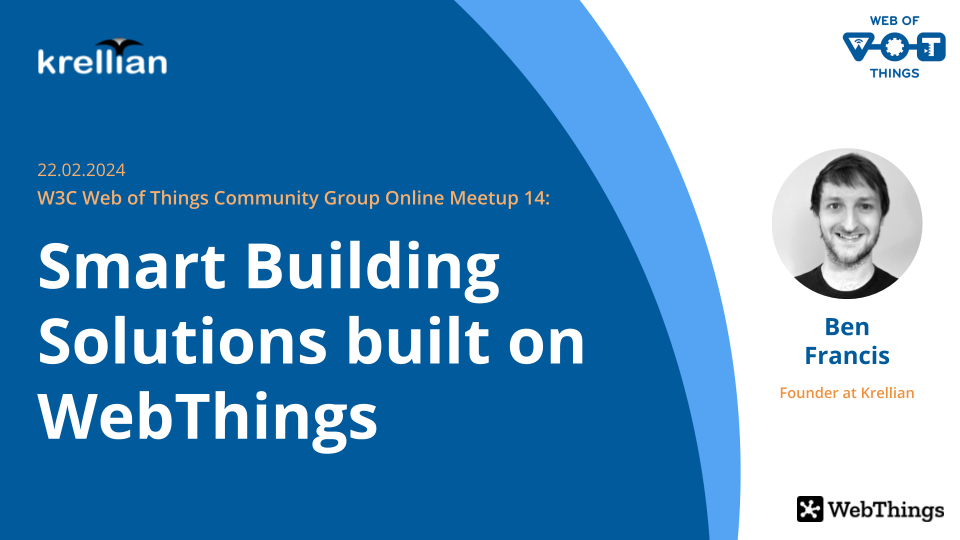 krellian
WEB OF
WOT
THINGS
22.02.2024
W3C Web of Things Community Group Online Meetup 14:
Smart Building
Solutions built on
WebThings
Ben
Francis
Founder at Krellian
WebThings